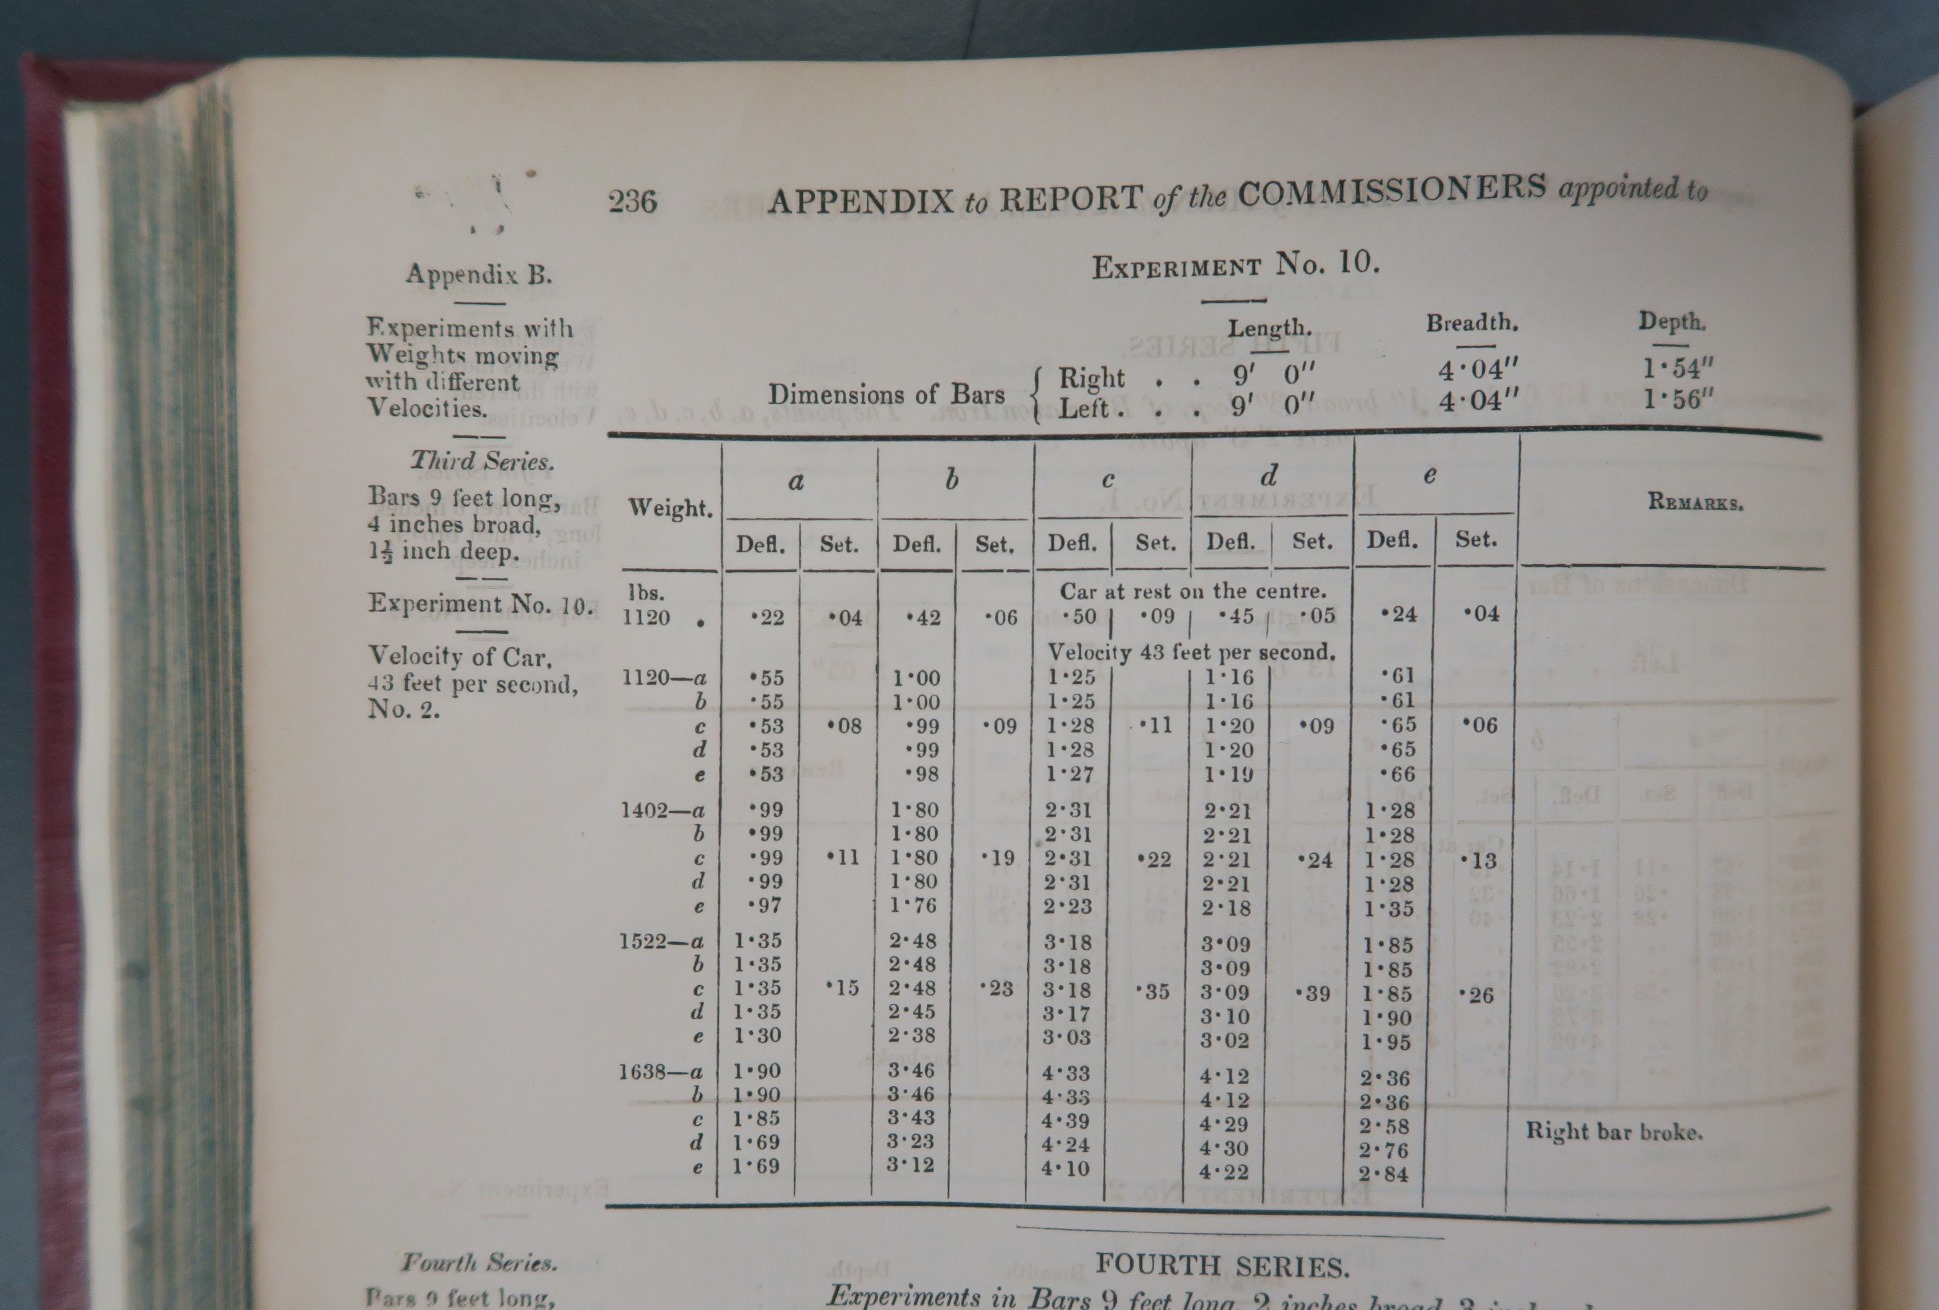 236 APPENDIX to REPORT of the COMMISSIONERS appointed to
Appendix B.
Experiments with
Weights moving
with different
Velocities.
Third Series.
Bars 9 feet long,
4 inches broad,
1½ inch deep.
Experiment No. 10.
Velocity of Car,
43 feet per second,
No. 2.
EXPERIMENT No. 10.
Length. Breadth. Depth.
Dimensions of Bars { Right . . 9′ 0″ 4·04″ 1·54″
Left . . . 9′ 0″ 4·04″ 1·56″
Weight. a b c d e REMARKS.
Defl. Set. Defl. Set. Defl. Set. Defl. Set. Defl. Set.
lbs. Car at rest on the centre.
1120 . ·22 ·04 ·42 ·06 ·50 ·09 ·45 ·05 ·24 ·04
Velocity 43 feet per second.
1120—a ·55 1·00 1·25 1·16 ·61
b ·55 1·00 1·25 1·16 ·61
c ·53 ·08 ·99 ·09 1·28 ·11 1·20 ·09 ·65 ·06
d ·53 ·99 1·28 1·20 ·65
e ·53 ·98 1·27 1·19 ·66
1402—a ·99 1·80 2·31 2·21 1·28
b ·99 1·80 2·31 2·21 1·28
c ·99 ·11 1·80 ·19 2·31 ·22 2·21 ·24 1·28 ·13
d ·99 1·80 2·31 2·21 1·28
e ·97 1·76 2·23 2·18 1·35
1522—a 1·35 2·48 3·18 3·09 1·85
b 1·35 2·48 3·18 3·09 1·85
c 1·35 ·15 2·48 ·23 3·18 ·35 3·09 ·39 1·85 ·26
d 1·35 2·45 3·17 3·10 1·90
e 1·30 2·38 3·03 3·02 1·95
1638—a 1·90 3·46 4·33 4·12 2·36
b 1·90 3·46 4·33 4·12 2·36
c 1·85 3·43 4·39 4·29 2·58 Right bar broke.
d 1·69 3·23 4·24 4·30 2·76
e 1·69 3·12 4·10 4·22 2·84
Fourth Series.
Bars 9 feet long,
FOURTH SERIES.
Experiments in Bars 9 feet long, 2 inches broad, 3